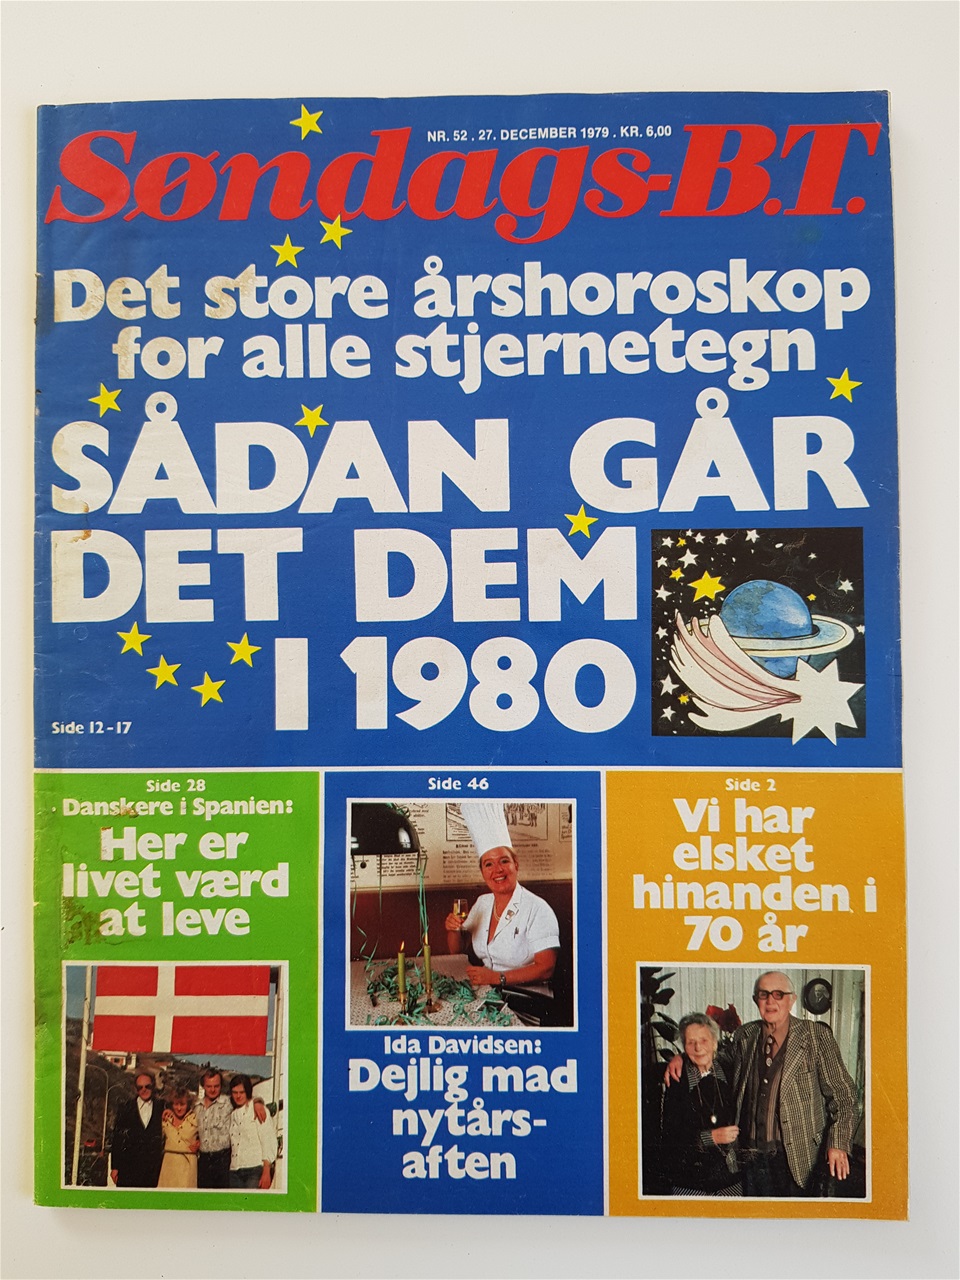 NR. 52 . 27. DECEMBER 1979 . KR. 6,00
Søndags-B.T.
Det store årshoroskop
for alle stjernetegn
SÅDAN GÅR
DET DEM
I 1980
Side 12-17
Side 28
Danskere i Spanien:
Her er
livet værd
at leve
Side 46
Ida Davidsen:
Dejlig mad
nytårs-
aften
Side 2
Vi har
elsket
hinanden i
70 år